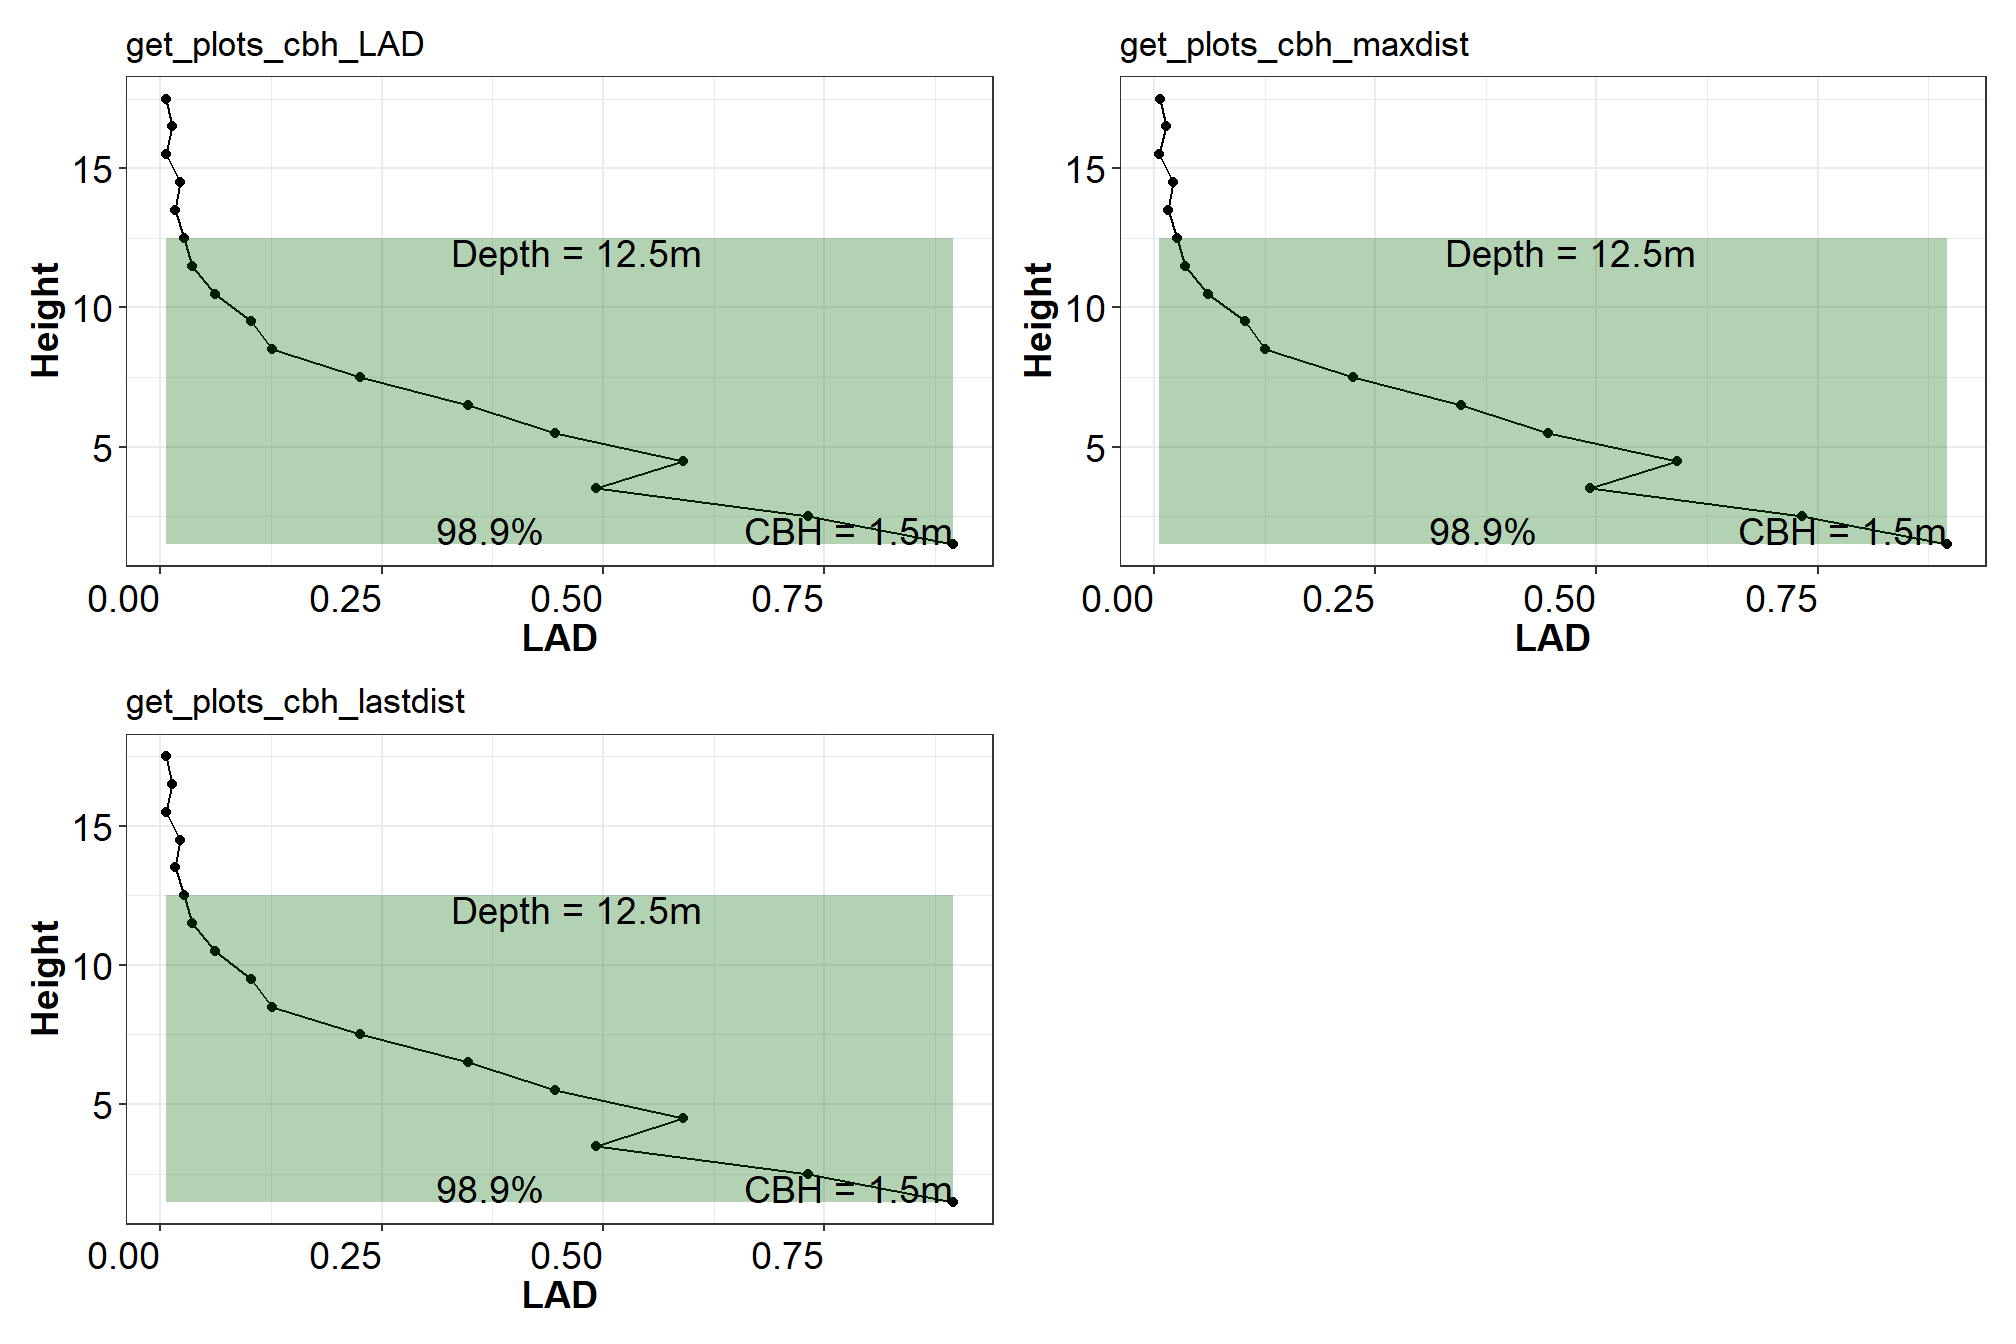 get_plots_cbh_LAD
Height
15
10
5
Depth = 12.5m
98.9%
CBH = 1.5m
0.00 0.25 0.50 0.75
LAD
get_plots_cbh_maxdist
Height
15
10
5
Depth = 12.5m
98.9%
CBH = 1.5m
0.00 0.25 0.50 0.75
LAD
get_plots_cbh_lastdist
Height
15
10
5
Depth = 12.5m
98.9%
CBH = 1.5m
0.00 0.25 0.50 0.75
LAD